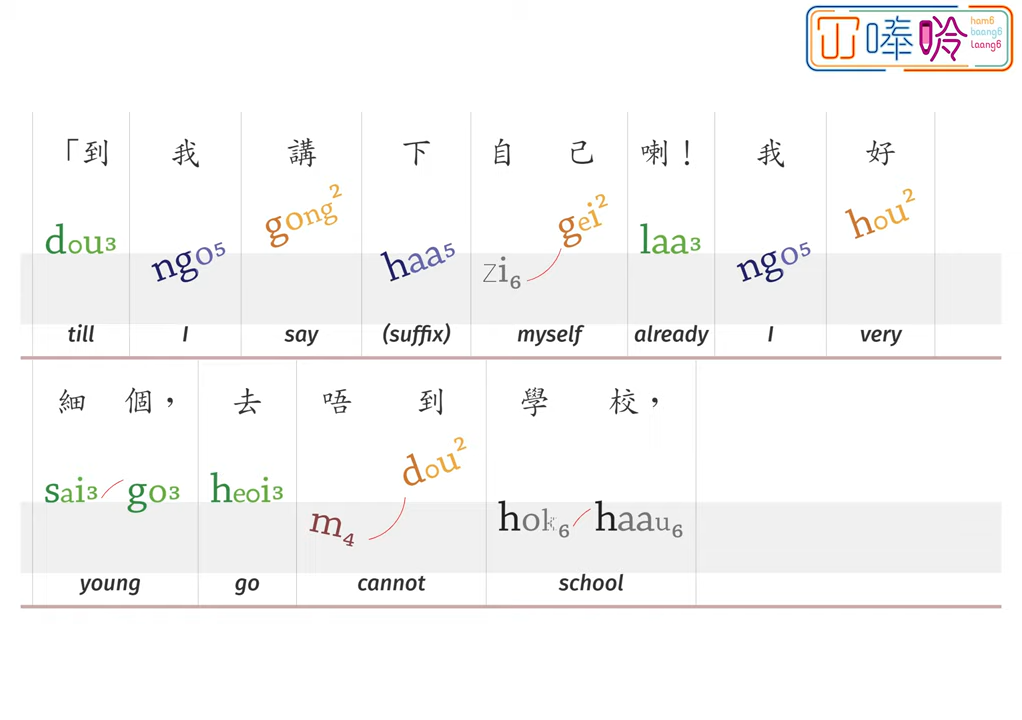 冚唪唥 ham6 baang6 laang6
「到 我 講 下 自 己 喇！ 我 好
dou3 ngo5 gong2 haa5 zi6 gei2 laa3 ngo5 hou2
till I say (suffix) myself already I very
細 個， 去 唔 到 學 校，
sai3 go3 heoi3 m4 dou2 hok6 haau6
young go cannot school